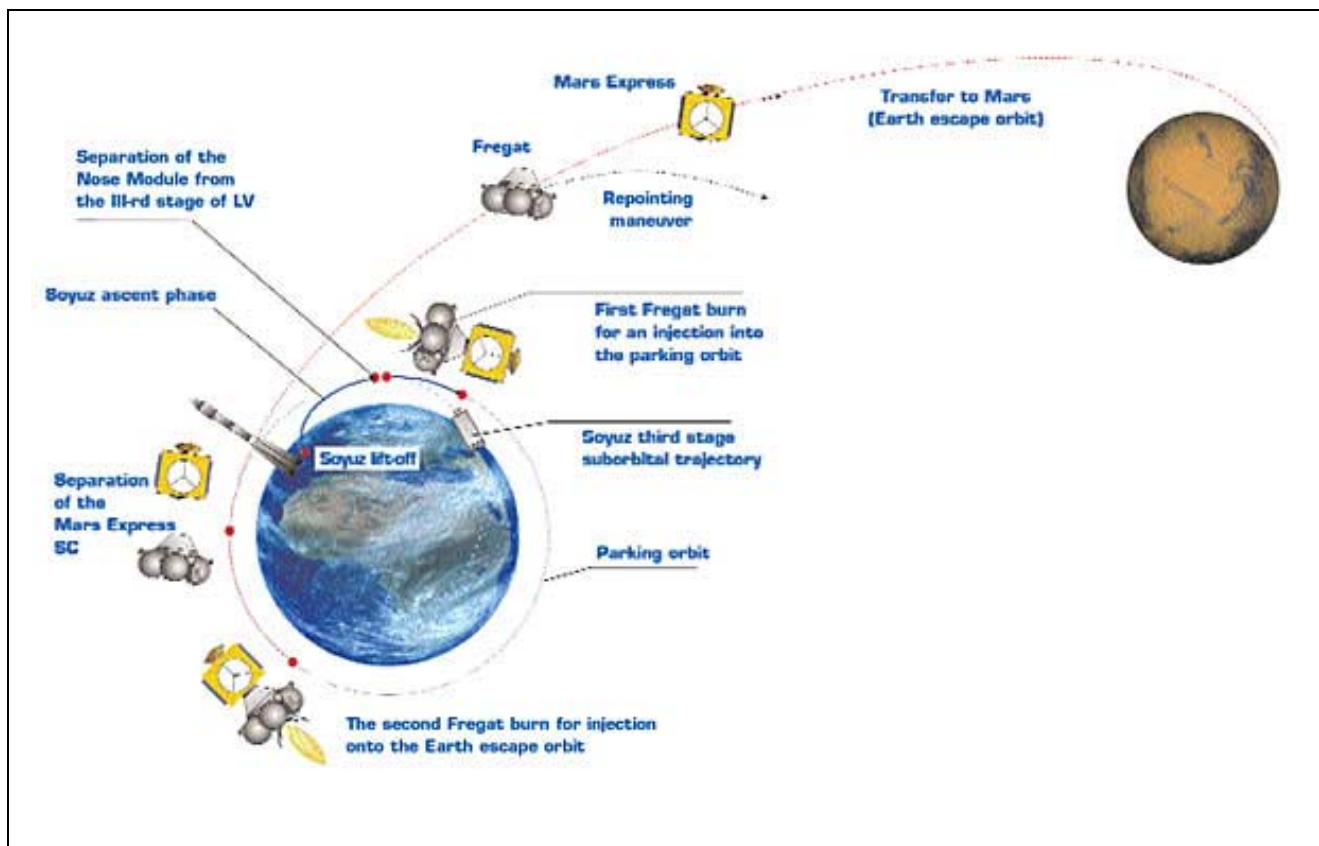 Mars Express
Transfer to Mars
(Earth escape orbit)
Fregat
Separation of the
Nose Module from
the III-rd stage of LV
Repointing
maneuver
Soyuz ascent phase
First Fregat burn
for an injection into
the parking orbit
Soyuz lift-off
Soyuz third stage
suborbital trajectory
Separation
of the
Mars Express
SC
Parking orbit
The second Fregat burn for injection
onto the Earth escape orbit